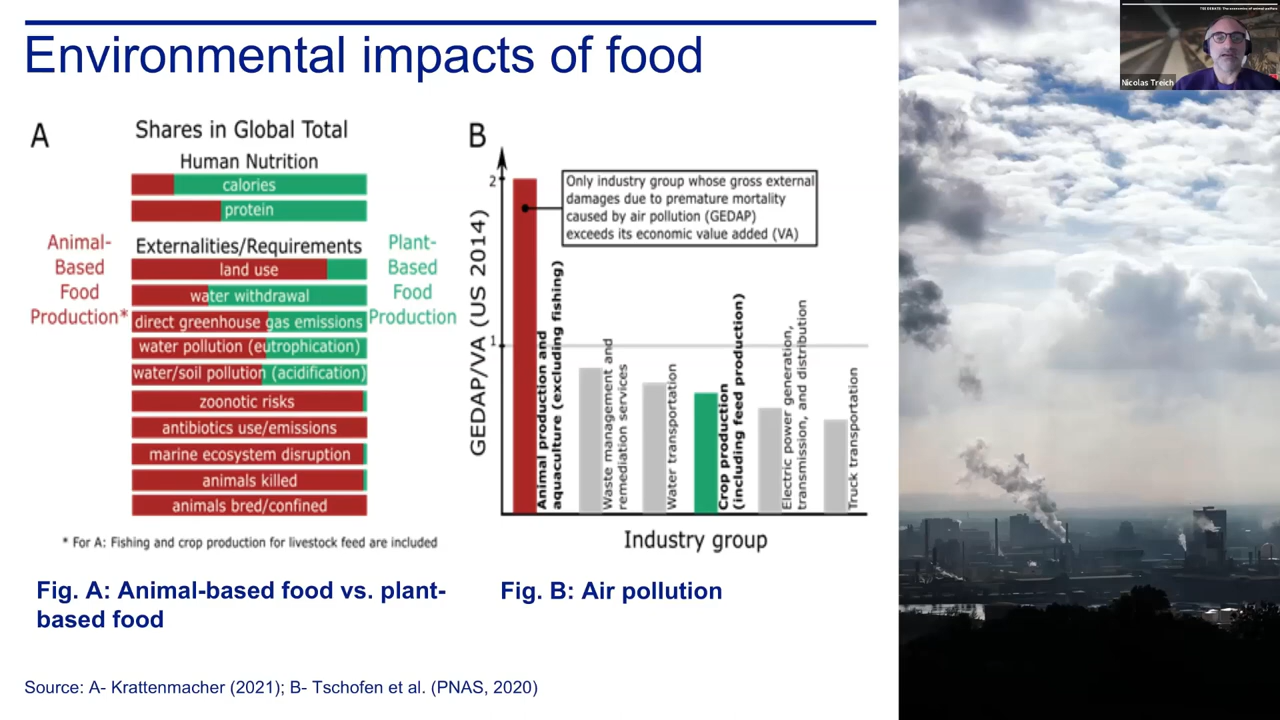 Environmental impacts of food
TSE DEBATE: The economics of animal welfare
Nicolas Treich
A
Shares in Global Total
Human Nutrition
calories
protein
Animal-
Based
Food
Production*
Externalities/Requirements
land use
water withdrawal
direct greenhouse gas emissions
water pollution (eutrophication)
water/soil pollution (acidification)
zoonotic risks
antibiotics use/emissions
marine ecosystem disruption
animals killed
animals bred/confined
Plant-
Based
Food
Production
* For A: Fishing and crop production for livestock feed are included
Fig. A: Animal-based food vs. plant-
based food
B
GEDAP/VA (US 2014)
2
1
Only industry group whose gross external
damages due to premature mortality
caused by air pollution (GEDAP)
exceeds its economic value added (VA)
Animal production and
aquaculture (excluding fishing)
Waste management and
remediation services
Water transportation
Crop production
(including feed production)
Electric power generation,
transmission, and distribution
Truck transportation
Industry group
Fig. B: Air pollution
Source: A- Krattenmacher (2021); B- Tschofen et al. (PNAS, 2020)